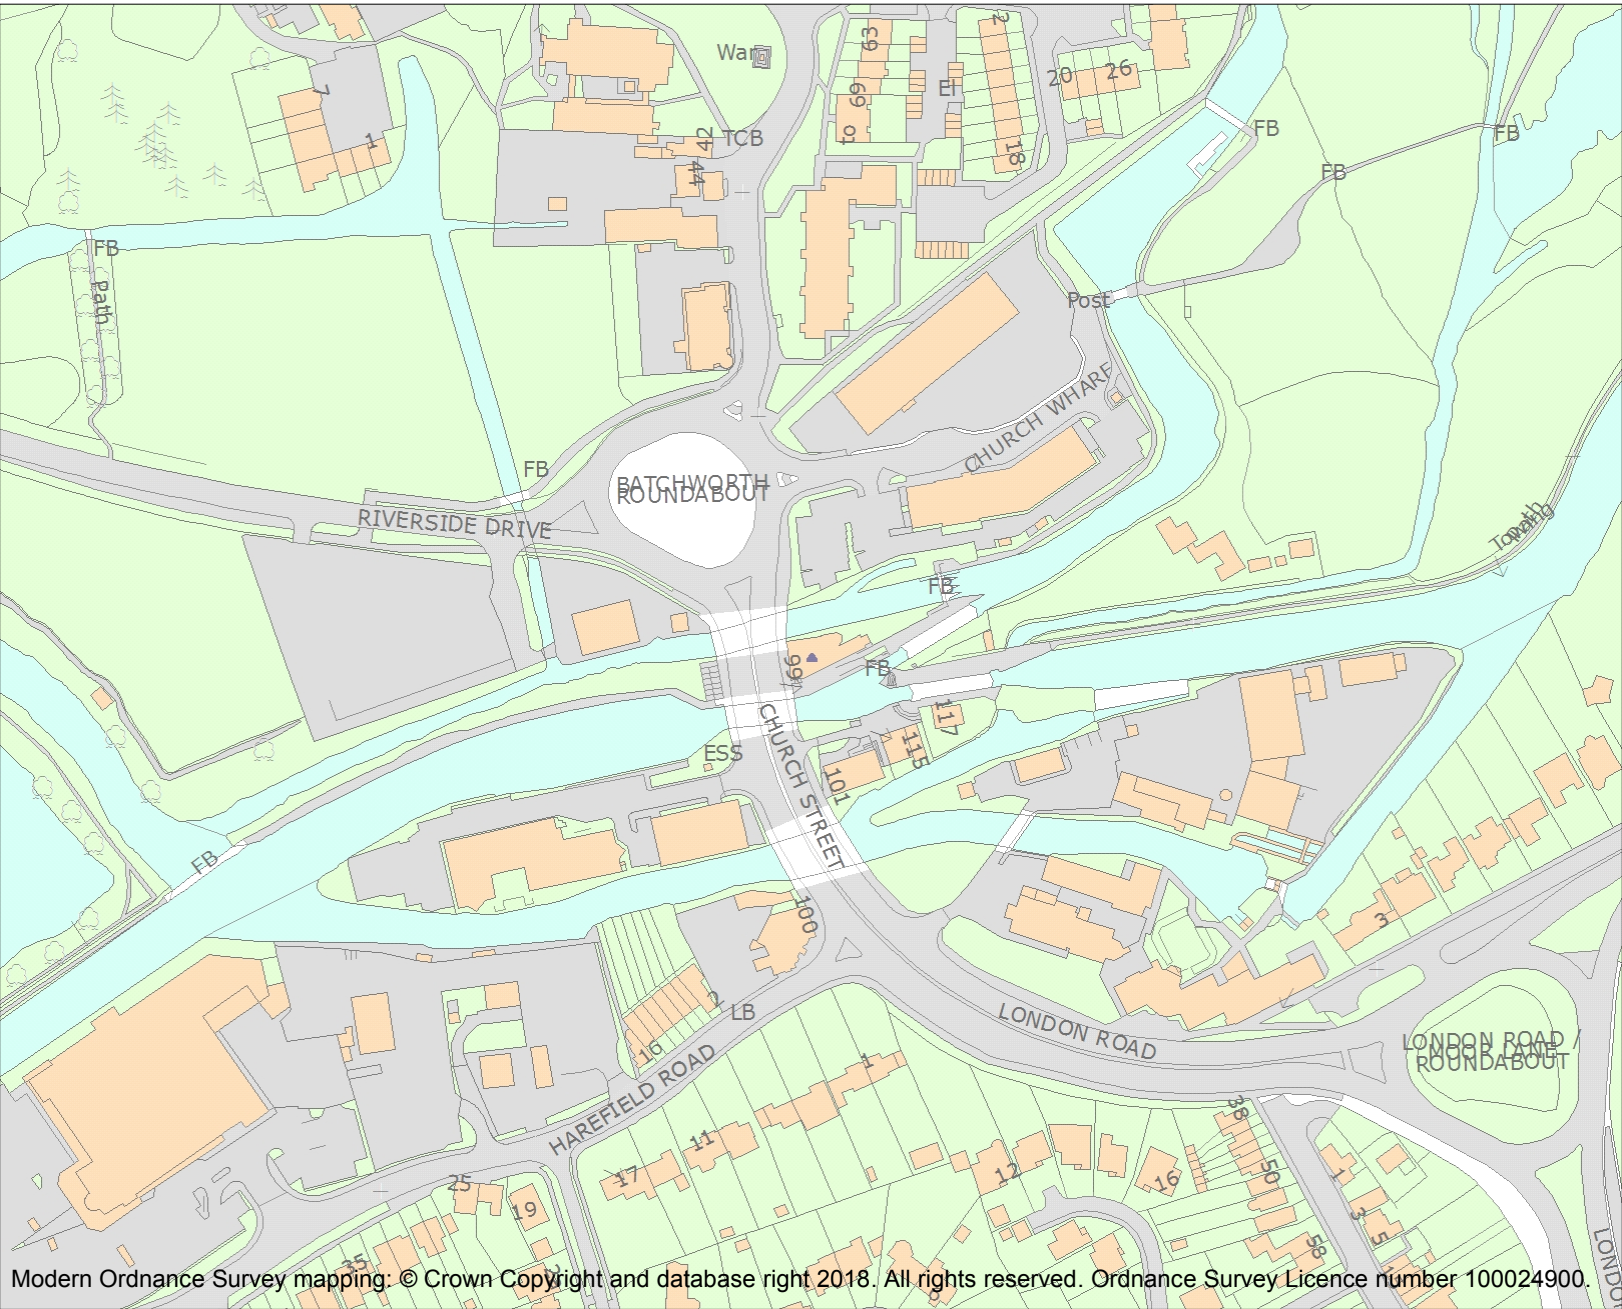 War
63
2
El
20
26
69
to
18
7
1
42
TCB
44
FB
FB
FB
FB
Path
Post
CHURCH WHARF
FB
BATCHWORTH
ROUNDABOUT
RIVERSIDE DRIVE
Towing
Path
FB
99
FB
117
115
ESS
101
CHURCH STREET
FB
100
3
2
LB
16
LONDON ROAD
LONDON ROAD /
MOOR LANE
ROUNDABOUT
HAREFIELD ROAD
1
11
17
12
16
38
50
58
1
3
5
25
19
35
Modern Ordnance Survey mapping: © Crown Copyright and database right 2018. All rights reserved. Ordnance Survey Licence number 100024900.